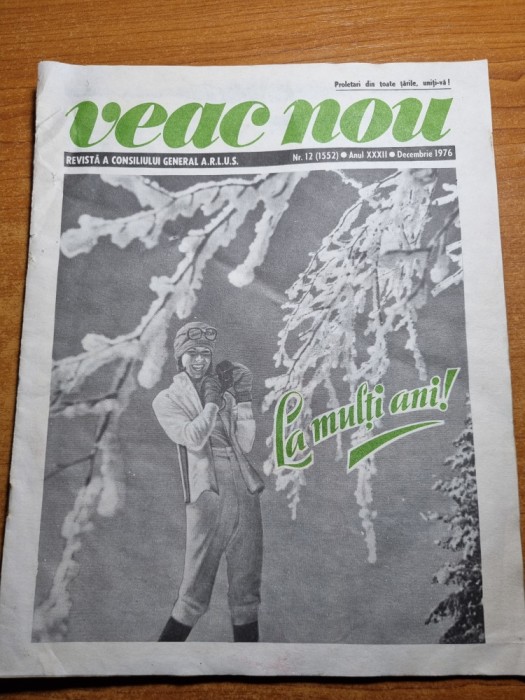 Proletari din toate țările, uniți-vă!
veac nou
REVISTĂ A CONSILIULUI GENERAL A.R.L.U.S.
Nr. 12 (1552) ● Anul XXXII ● Decembrie 1976
La mulți ani!